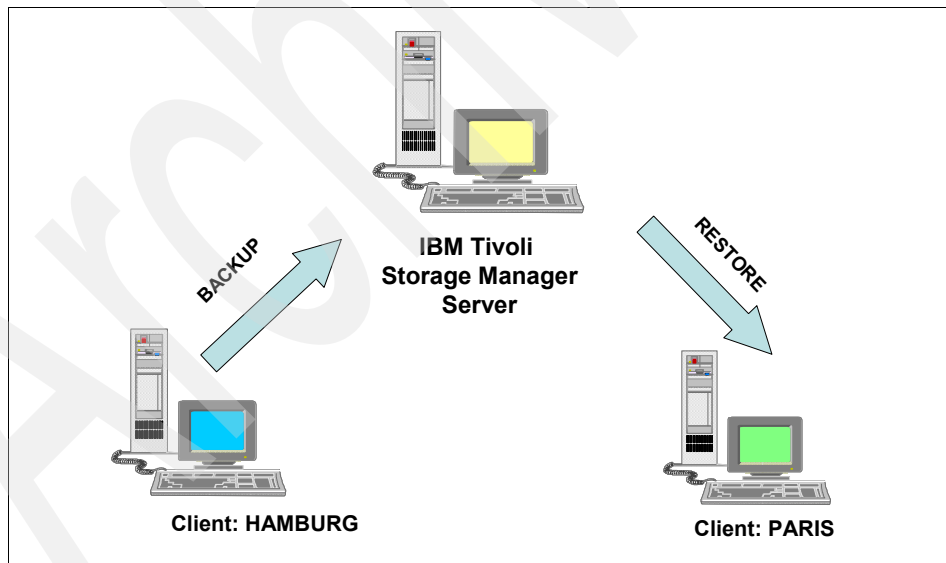 IBM Tivoli
Storage Manager
Server
BACKUP
RESTORE
Client: HAMBURG
Client: PARIS